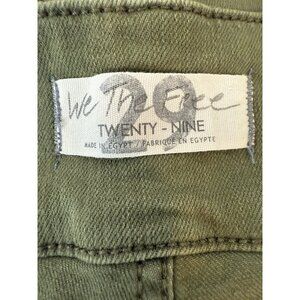 29
We The Free
TWENTY - NINE
MADE IN EGYPT / FABRIQUE EN EGYPTE